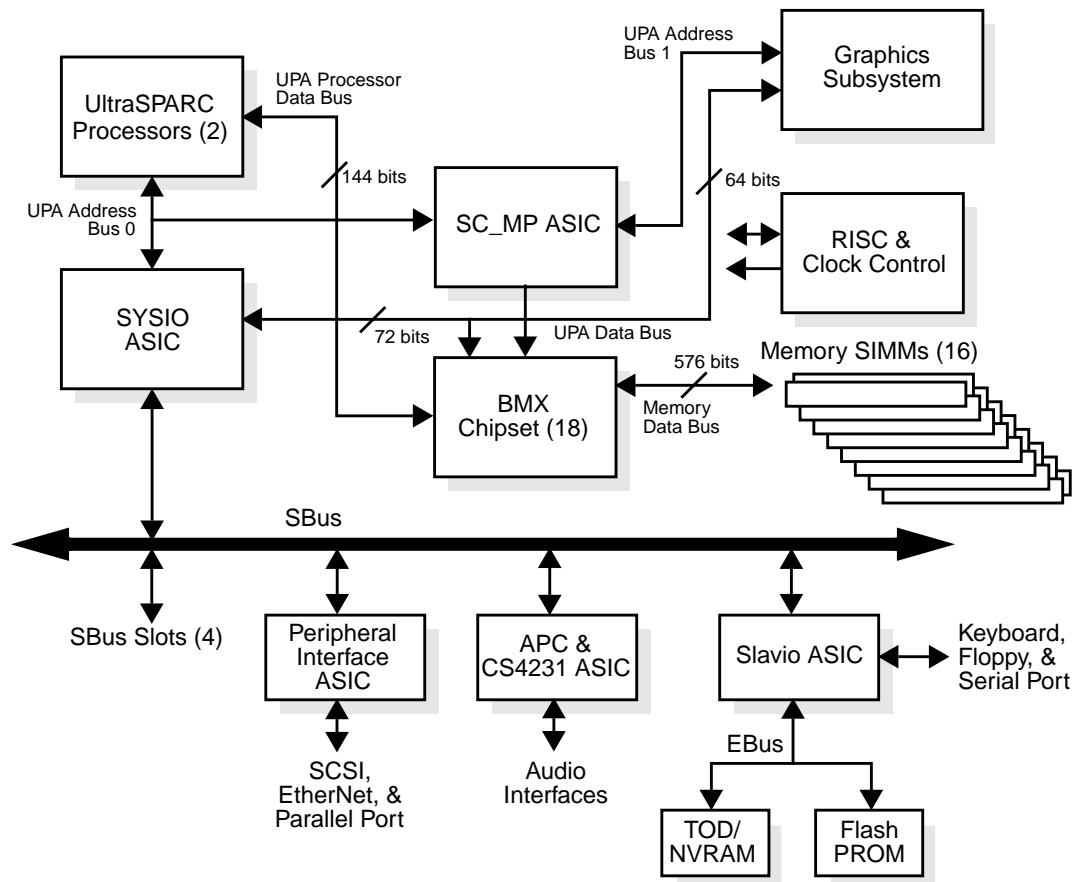 UPA Address
Bus 1
Graphics
Subsystem
UltraSPARC
Processors (2)
UPA Processor
Data Bus
144 bits
64 bits
UPA Address
Bus 0
SC_MP ASIC
RISC &
Clock Control
SYSIO
ASIC
72 bits
UPA Data Bus
Memory SIMMs (16)
576 bits
BMX
Chipset (18)
Memory
Data Bus
SBus
SBus Slots (4)
Peripheral
Interface
ASIC
APC &
CS4231 ASIC
Slavio ASIC
Keyboard,
Floppy, &
Serial Port
EBus
SCSI,
EtherNet, &
Parallel Port
Audio
Interfaces
TOD/
NVRAM
Flash
PROM